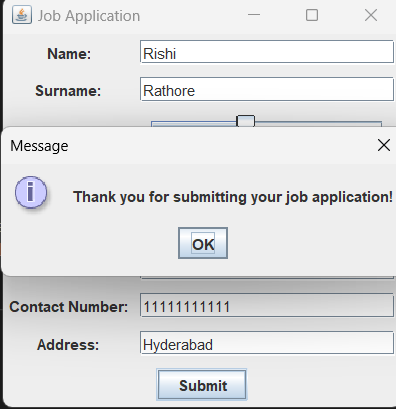 Job Application
Name: Rishi
Surname: Rathore
Message
Thank you for submitting your job application!
OK
Contact Number: 11111111111
Address: Hyderabad
Submit